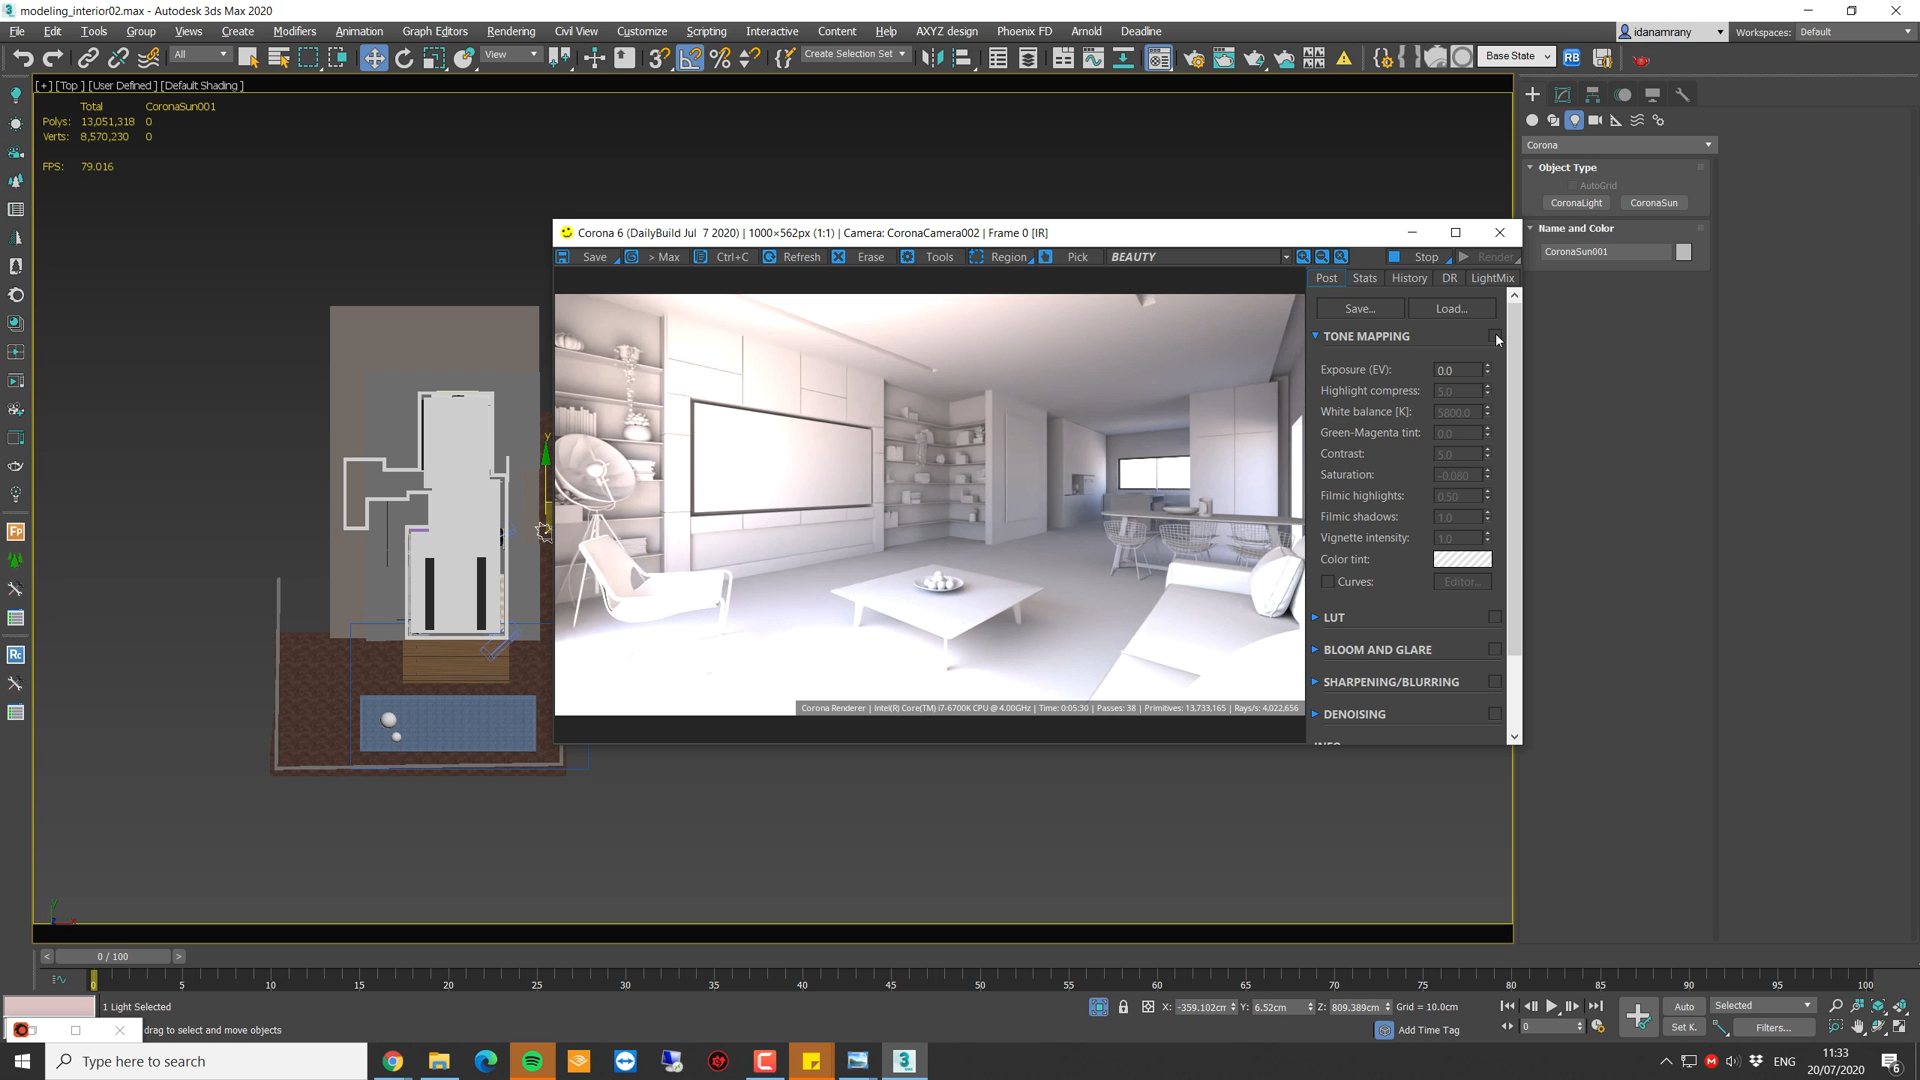 modeling_interior02.max - Autodesk 3ds Max 2020
File Edit Tools Group Views Create Modifiers Animation Graph Editors Rendering Civil View Customize Scripting Interactive Content Help AXYZ design Phoenix FD Arnold Deadline
idanamrany Workspaces: Default
All View Create Selection Set Base State RB
[+] [Top ] [User Defined ] [Default Shading ]
Total CoronaSun001
Polys: 13,051,318 0
Verts: 8,570,230 0
FPS: 79.016
Corona
Object Type
AutoGrid
CoronaLight CoronaSun
Name and Color
CoronaSun001
Corona 6 (DailyBuild Jul 7 2020) | 1000×562px (1:1) | Camera: CoronaCamera002 | Frame 0 [IR]
Save > Max Ctrl+C Refresh Erase Tools Region Pick BEAUTY Stop Render
Post Stats History DR LightMix
Save... Load...
TONE MAPPING
Exposure (EV): 0.0
Highlight compress: 5.0
White balance [K]: 5800.0
Green-Magenta tint: 0.0
Contrast: 5.0
Saturation: -0.080
Filmic highlights: 0.50
Filmic shadows: 1.0
Vignette intensity: 1.0
Color tint:
Curves: Editor...
LUT
BLOOM AND GLARE
SHARPENING/BLURRING
DENOISING
Corona Renderer | Intel(R) Core(TM) i7-6700K CPU @ 4.00GHz | Time: 0:05:30 | Passes: 38 | Primitives: 13,733,165 | Rays/s: 4,022,656
Fp
Rc
y
< 0 / 100 >
0 5 10 15 20 25 30 35 40 45 50 55 60 65 70 75 80 85 90 95 100
1 Light Selected
X: -359.102cm Y: 6.52cm Z: 809.389cm Grid = 10.0cm
Auto Selected
drag to select and move objects
Add Time Tag
0
Set K. Filters...
Type here to search
ENG
11:33
20/07/2020
6